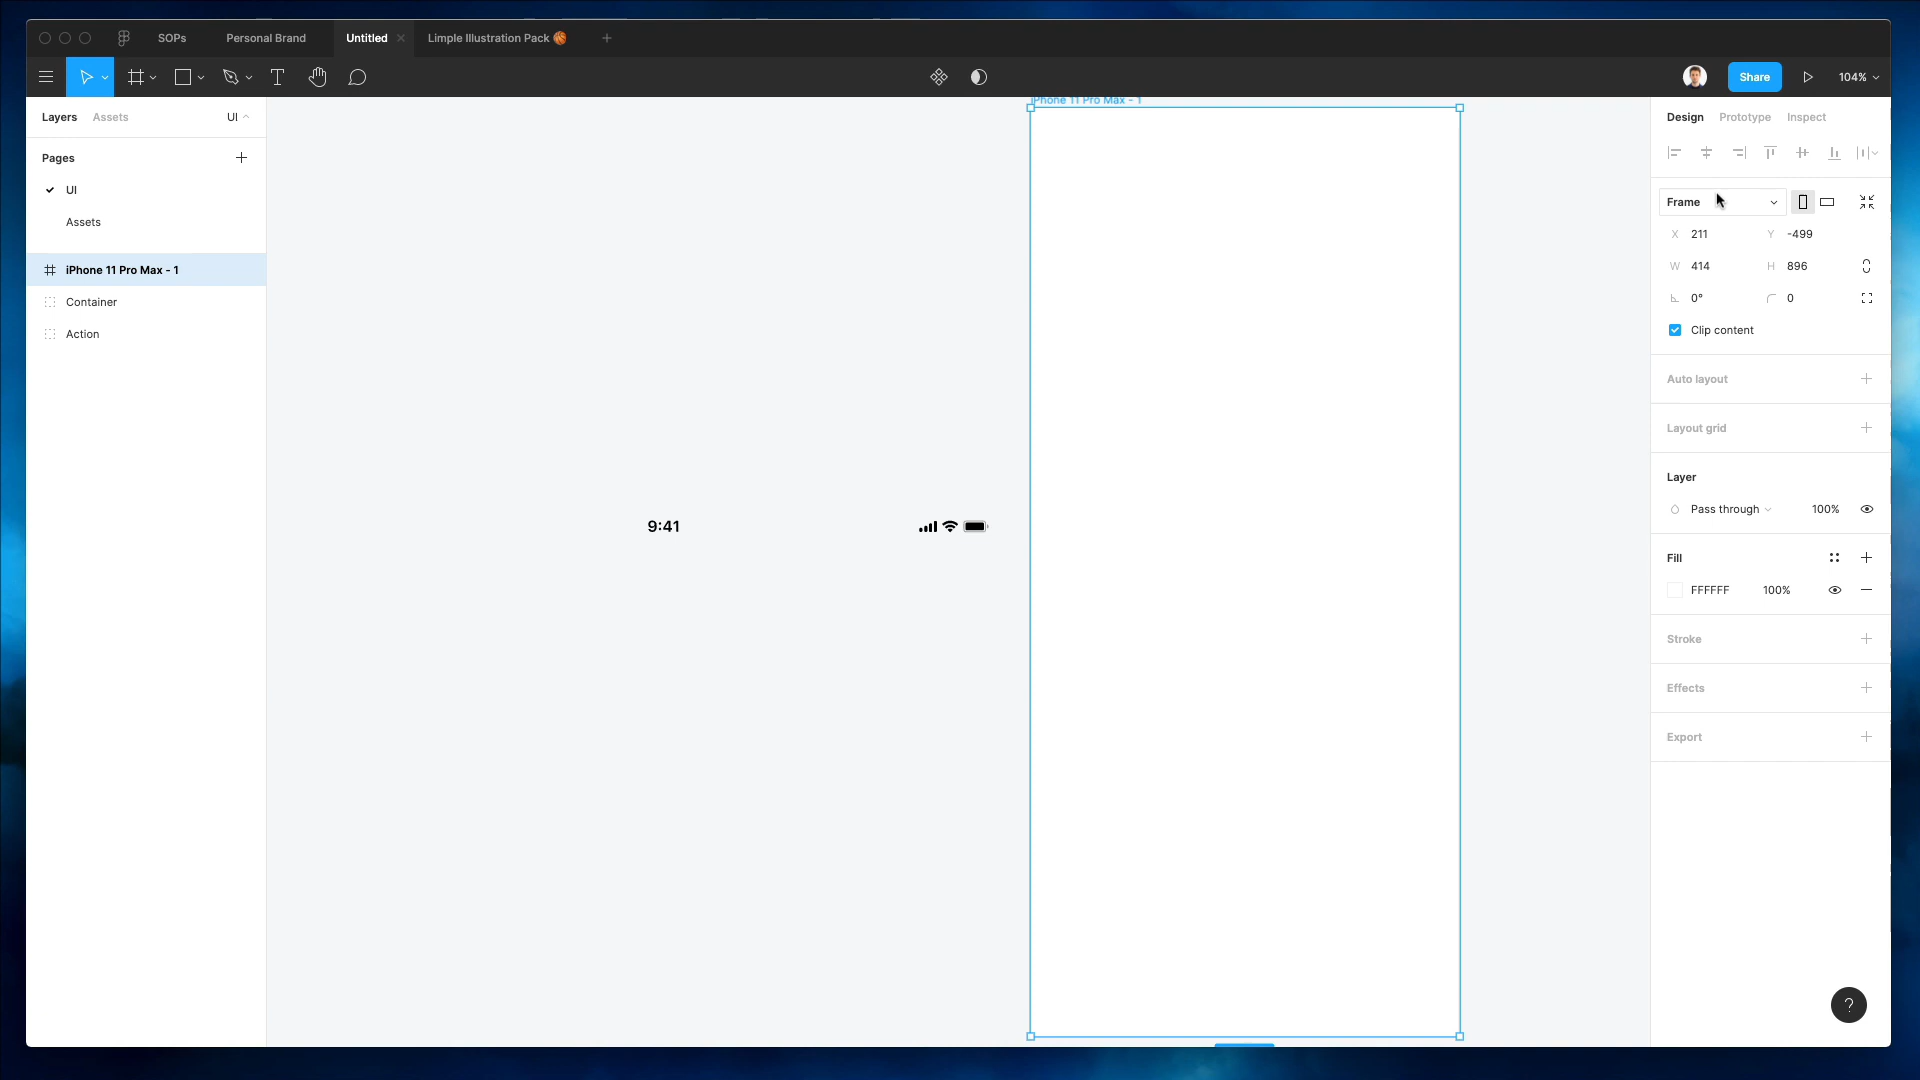 SOPs
Personal Brand
Untitled
Limple Illustration Pack 🏀
Share
104%
Layers
Assets
UI
Pages
UI
Assets
iPhone 11 Pro Max - 1
Container
Action
iPhone 11 Pro Max - 1
9:41
Design
Prototype
Inspect
Frame
X 211
Y -499
W 414
H 896
0°
0
Clip content
Auto layout
Layout grid
Layer
Pass through
100%
Fill
FFFFFF
100%
Stroke
Effects
Export
?